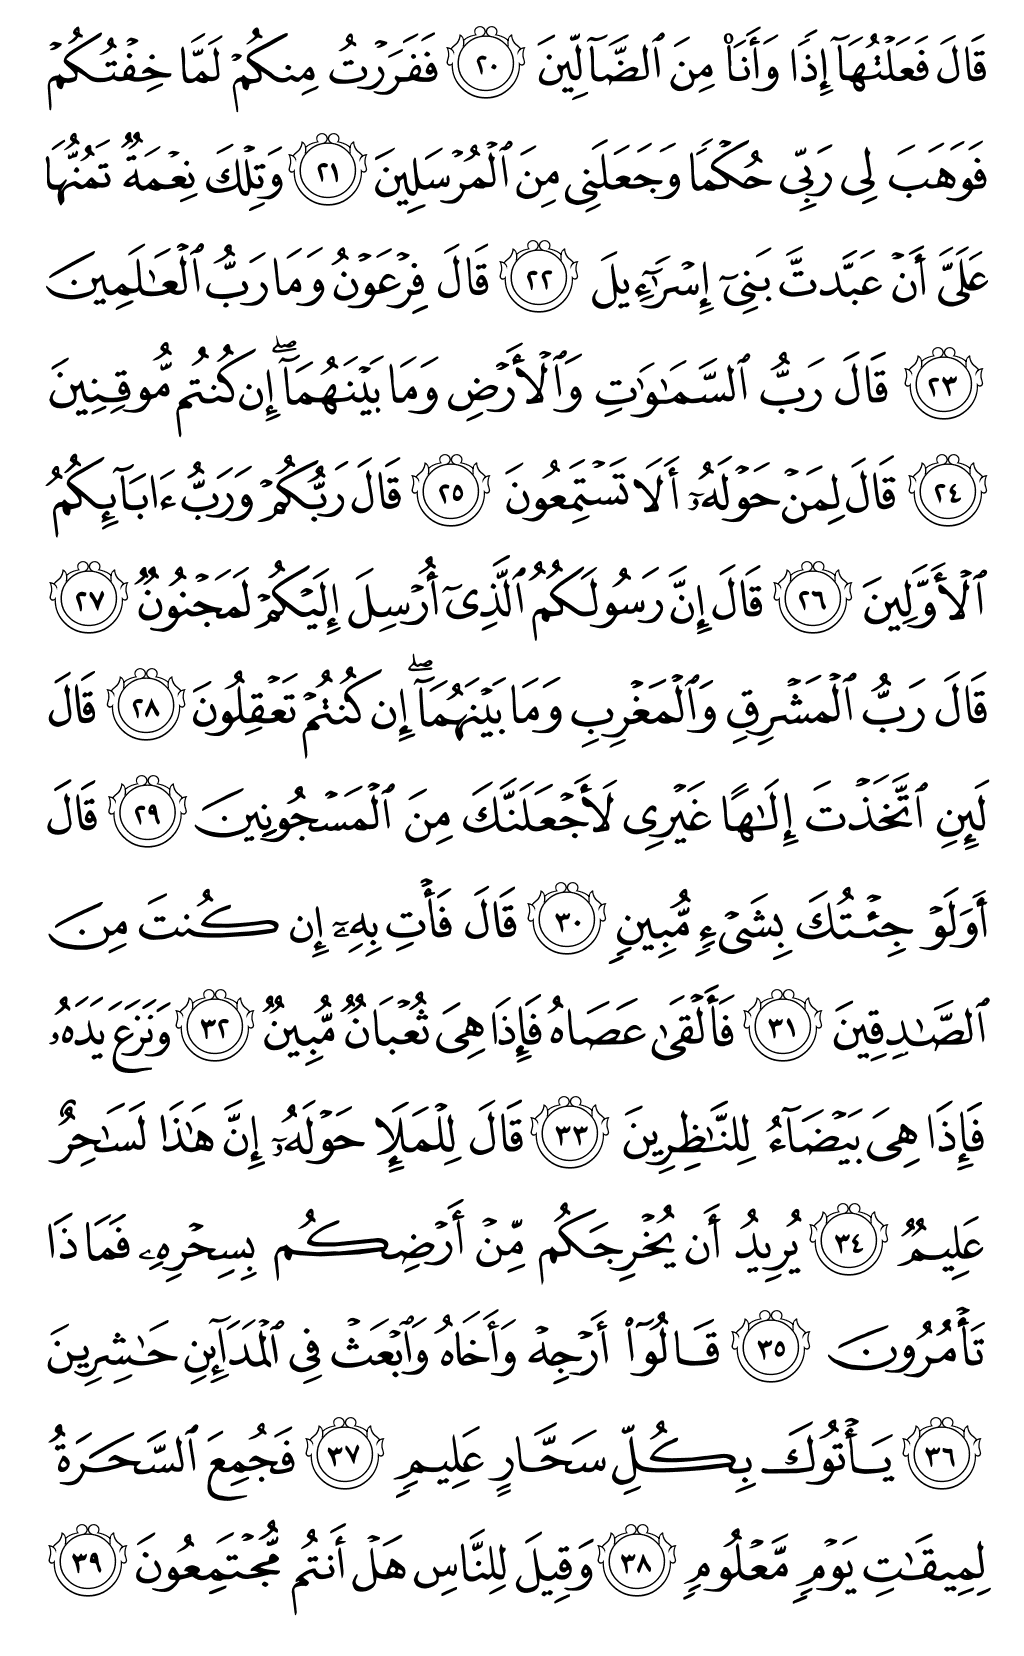 قَالَ فَعَلْتُهَآ إِذًا وَأَنَا۠ مِنَ ٱلضَّآلِّينَ ٢٠ فَفَرَرْتُ مِنكُمْ لَمَّا خِفْتُكُمْ
فَوَهَبَ لِى رَبِّى حُكْمًا وَجَعَلَنِى مِنَ ٱلْمُرْسَلِينَ ٢١ وَتِلْكَ نِعْمَةٌ تَمُنُّهَا
عَلَىَّ أَنْ عَبَّدتَّ بَنِىٓ إِسْرَٰٓءِيلَ ٢٢ قَالَ فِرْعَوْنُ وَمَا رَبُّ ٱلْعَـٰلَمِينَ
٢٣ قَالَ رَبُّ ٱلسَّمَـٰوَٰتِ وَٱلْأَرْضِ وَمَا بَيْنَهُمَآ ۖ إِن كُنتُم مُّوقِنِينَ
٢٤ قَالَ لِمَنْ حَوْلَهُۥٓ أَلَا تَسْتَمِعُونَ ٢٥ قَالَ رَبُّكُمْ وَرَبُّ ءَابَآئِكُمُ
ٱلْأَوَّلِينَ ٢٦ قَالَ إِنَّ رَسُولَكُمُ ٱلَّذِىٓ أُرْسِلَ إِلَيْكُمْ لَمَجْنُونٌ ٢٧
قَالَ رَبُّ ٱلْمَشْرِقِ وَٱلْمَغْرِبِ وَمَا بَيْنَهُمَآ ۖ إِن كُنتُمْ تَعْقِلُونَ ٢٨ قَالَ
لَئِنِ ٱتَّخَذْتَ إِلَـٰهًا غَيْرِى لَأَجْعَلَنَّكَ مِنَ ٱلْمَسْجُونِينَ ٢٩ قَالَ
أَوَلَوْ جِئْتُكَ بِشَىْءٍ مُّبِينٍ ٣٠ قَالَ فَأْتِ بِهِۦٓ إِن كُنتَ مِنَ
ٱلصَّـٰدِقِينَ ٣١ فَأَلْقَىٰ عَصَاهُ فَإِذَا هِىَ ثُعْبَانٌ مُّبِينٌ ٣٢ وَنَزَعَ يَدَهُۥ
فَإِذَا هِىَ بَيْضَآءُ لِلنَّـٰظِرِينَ ٣٣ قَالَ لِلْمَلَإِ حَوْلَهُۥٓ إِنَّ هَـٰذَا لَسَـٰحِرٌ
عَلِيمٌ ٣٤ يُرِيدُ أَن يُخْرِجَكُم مِّنْ أَرْضِكُم بِسِحْرِهِۦ فَمَاذَا
تَأْمُرُونَ ٣٥ قَالُوٓا۟ أَرْجِهْ وَأَخَاهُ وَٱبْعَثْ فِى ٱلْمَدَآئِنِ حَـٰشِرِينَ
٣٦ يَأْتُوكَ بِكُلِّ سَحَّارٍ عَلِيمٍ ٣٧ فَجُمِعَ ٱلسَّحَرَةُ
لِمِيقَـٰتِ يَوْمٍ مَّعْلُومٍ ٣٨ وَقِيلَ لِلنَّاسِ هَلْ أَنتُم مُّجْتَمِعُونَ ٣٩